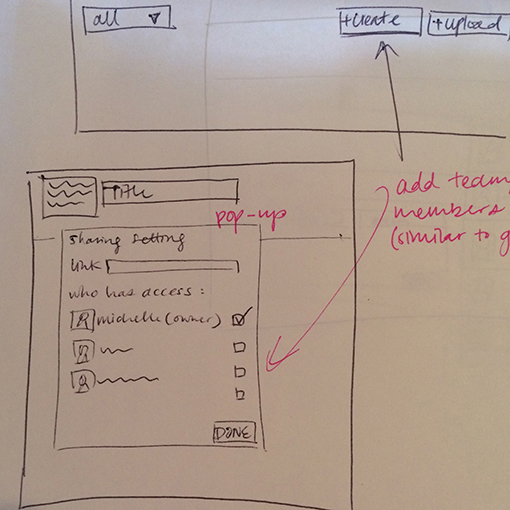 all
+Create
+upload
Title
pop-up
add team
members
(similar to g
sharing setting
link
who has access:
michelle (owner)
DONE